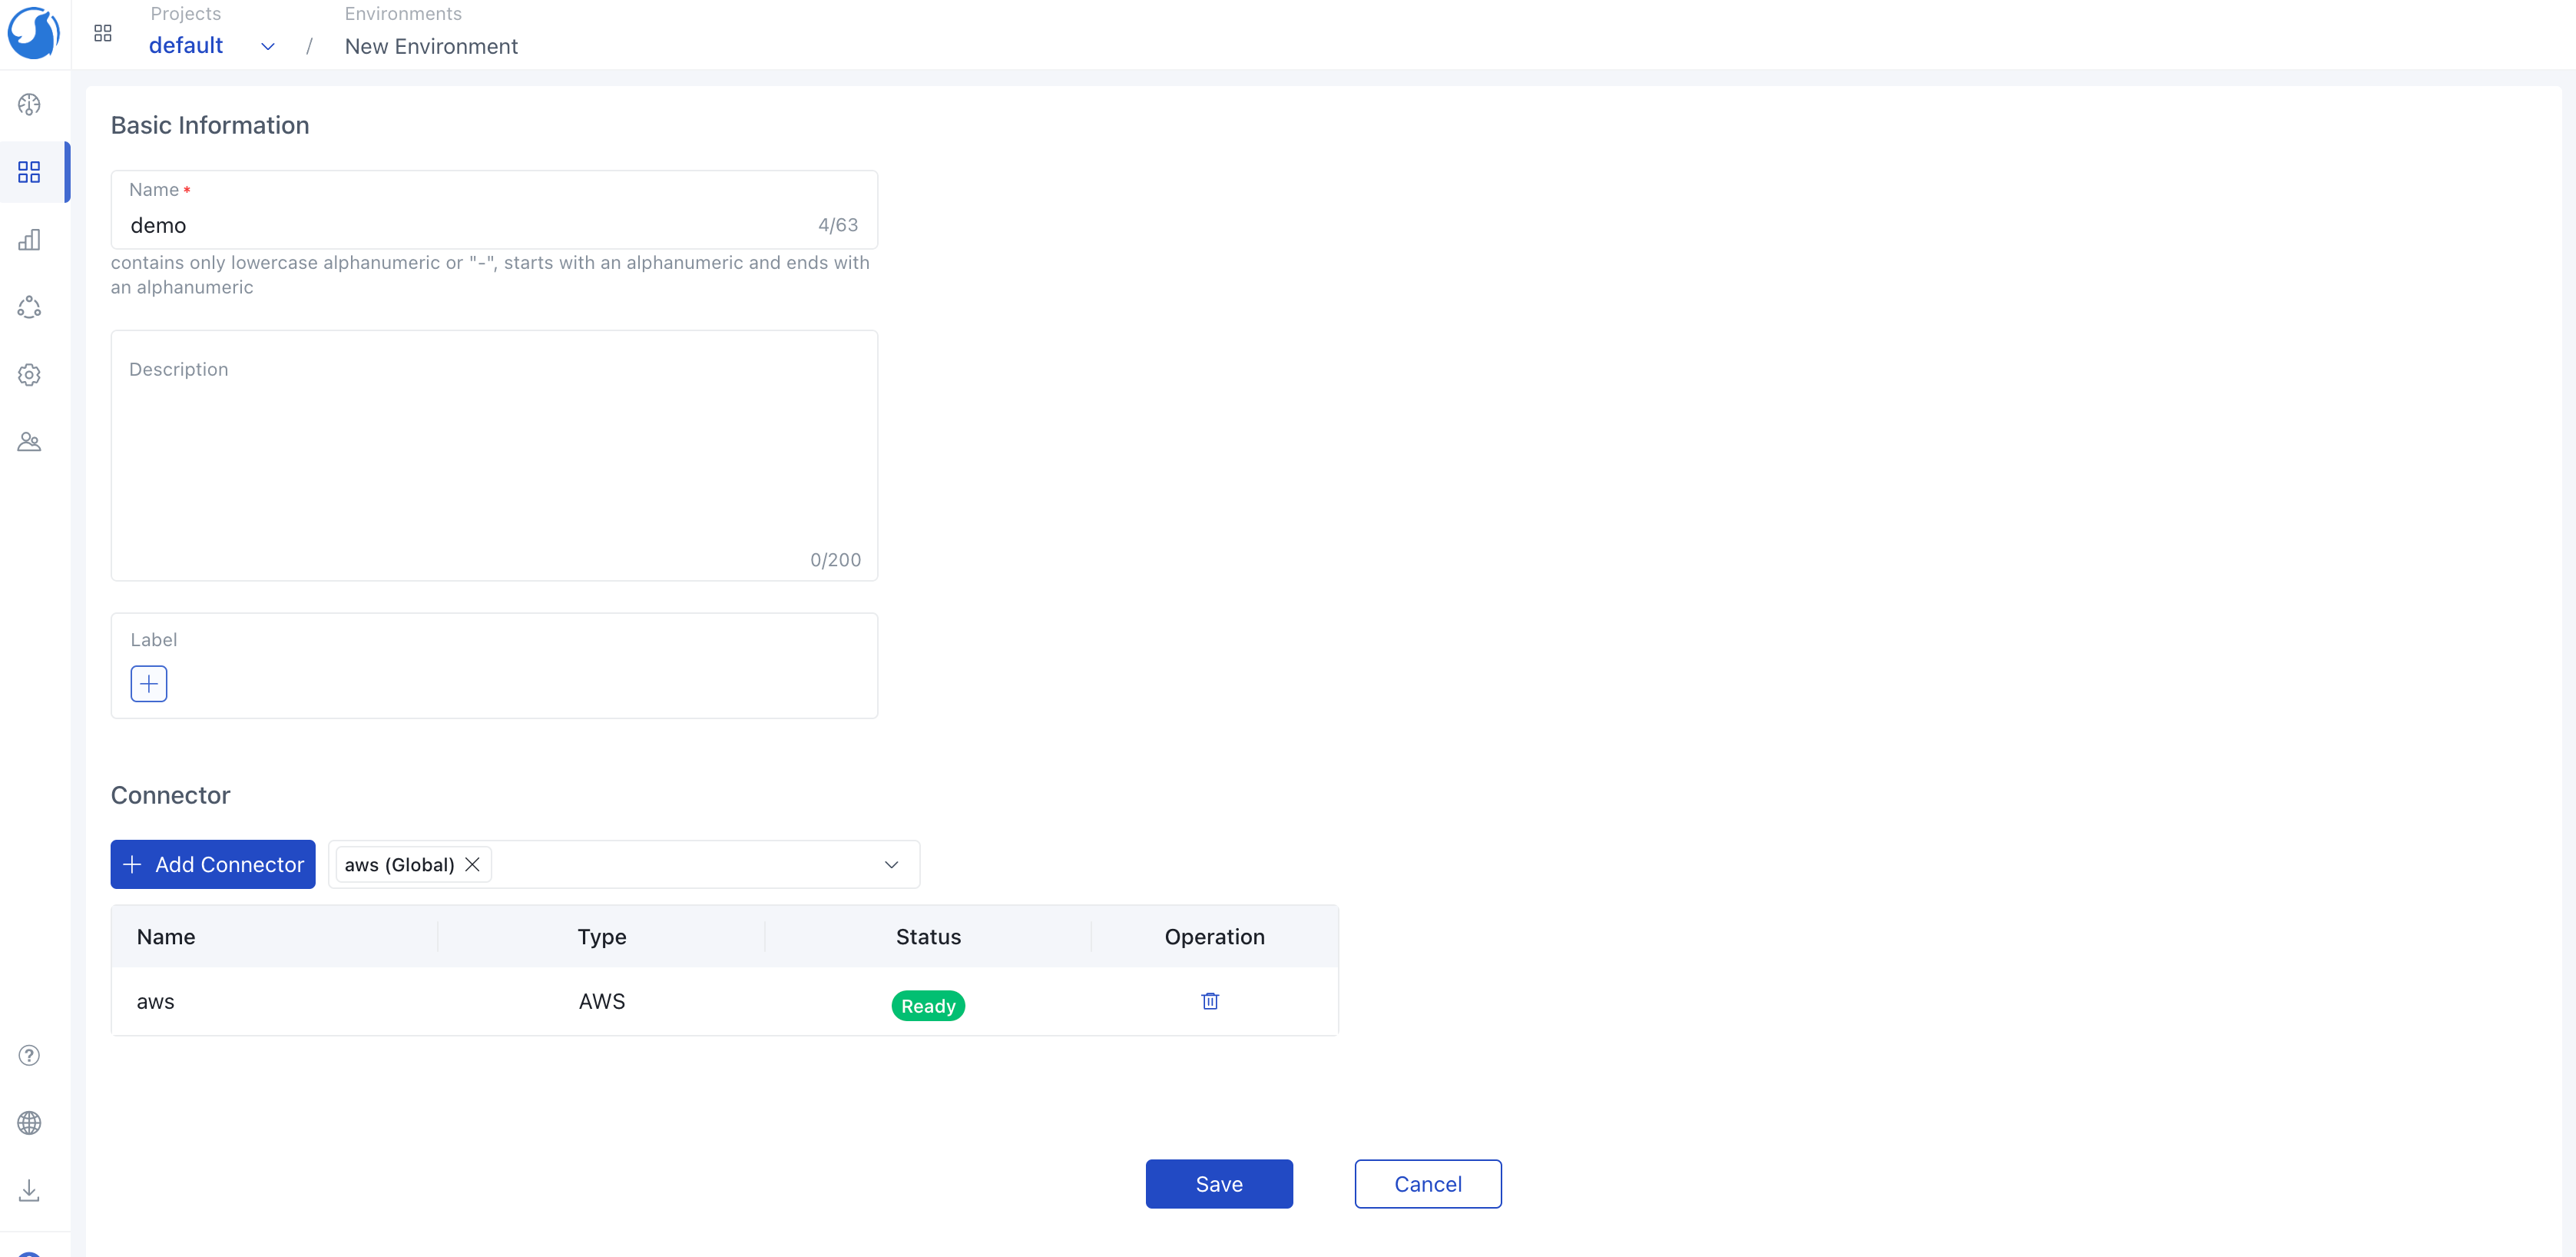 Projects
Environments
default
/
New Environment
Basic Information
Name *
demo
4/63
contains only lowercase alphanumeric or "-", starts with an alphanumeric and ends with
an alphanumeric
Description
0/200
Label
Connector
Add Connector
aws (Global)
Name Type Status Operation
aws AWS Ready
Save
Cancel